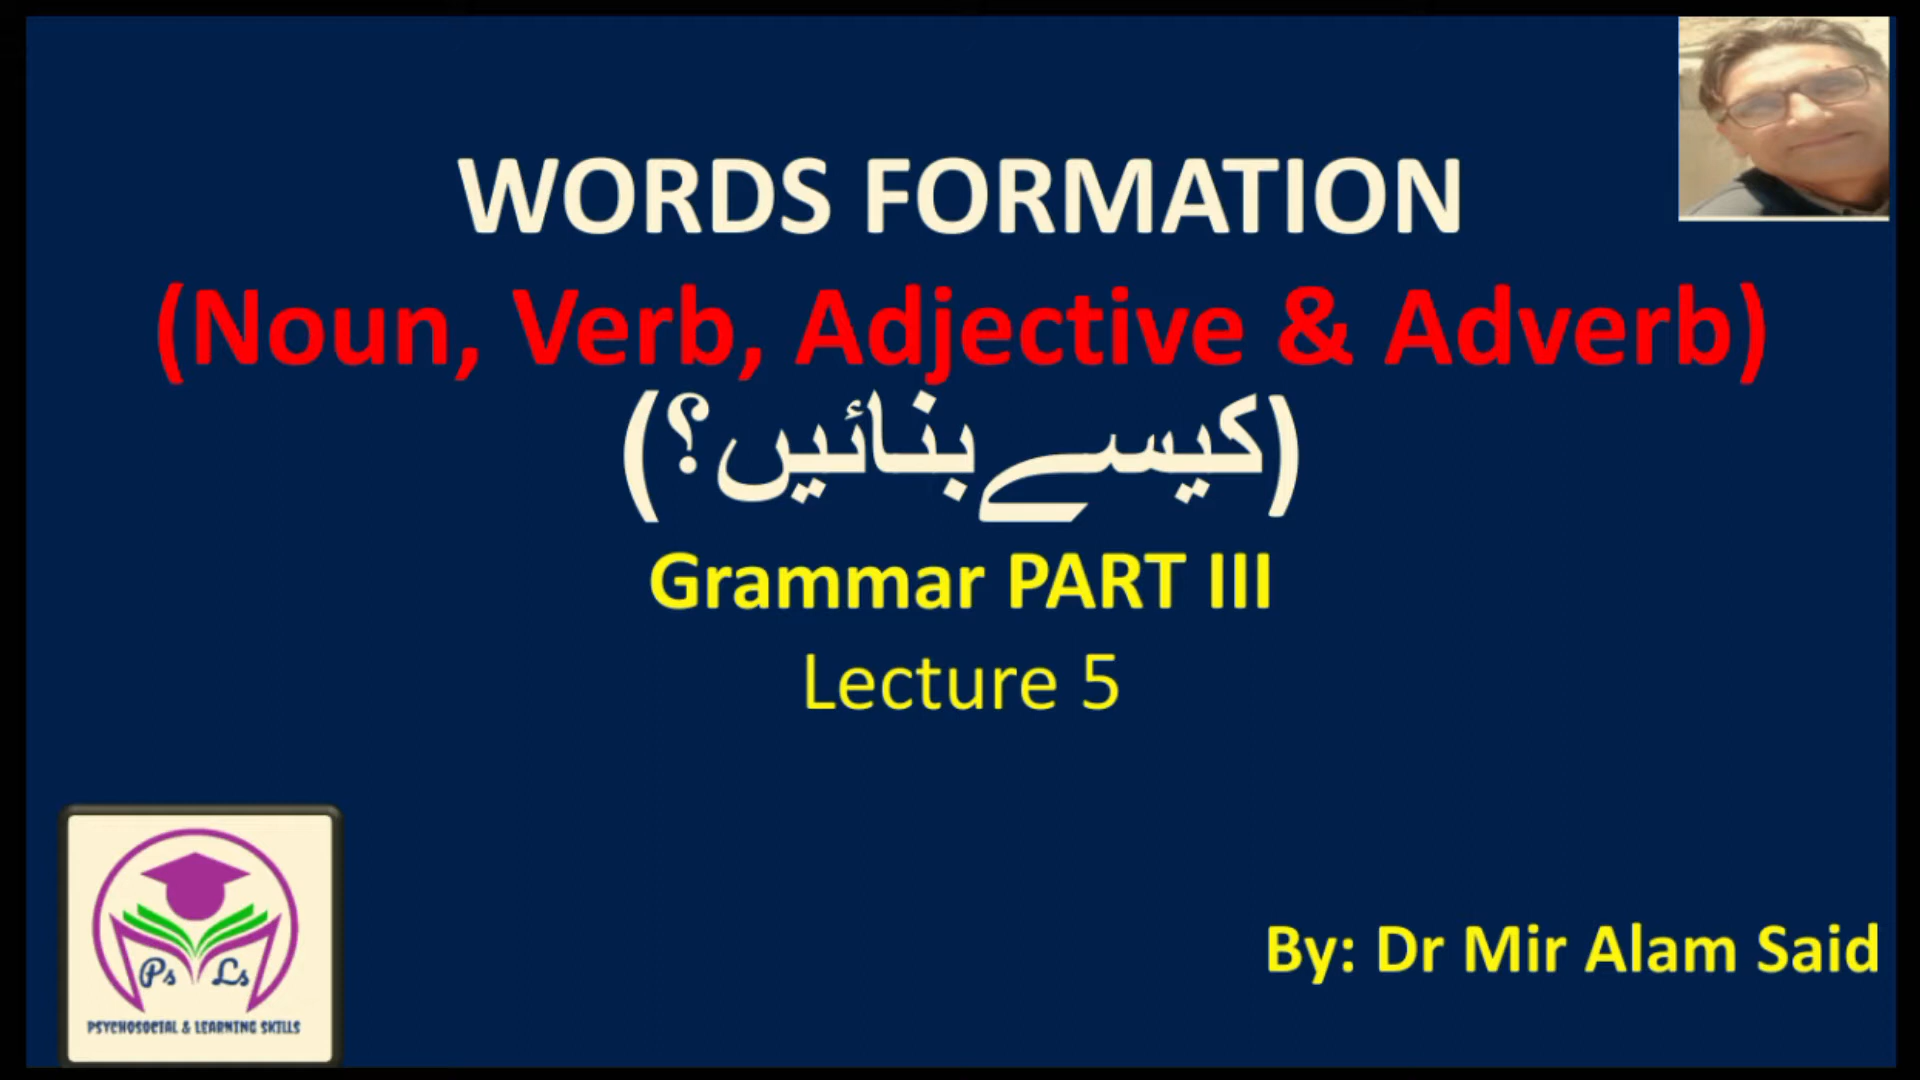 WORDS FORMATION
(Noun, Verb, Adjective & Adverb)
(کیسے بنائیں؟)
Grammar PART III
Lecture 5
Ps Ls
PSYCHOSOCIAL & LEARNING SKILLS
By: Dr Mir Alam Said